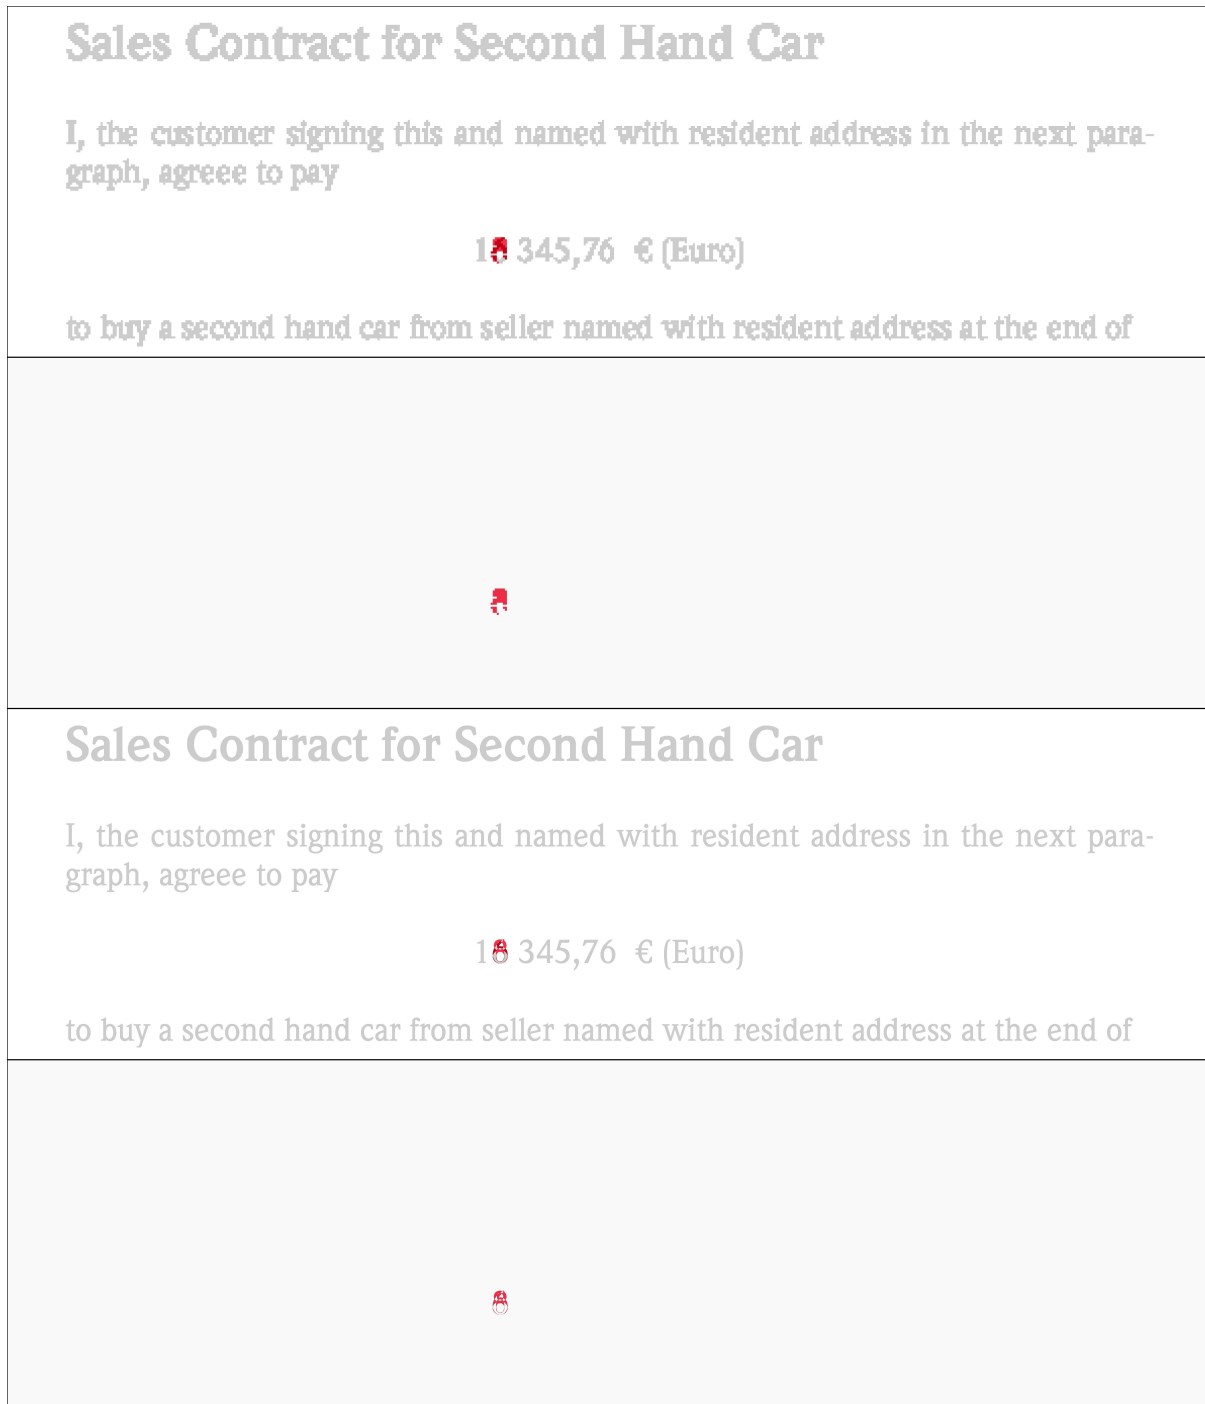 Sales Contract for Second Hand Car
I, the customer signing this and named with resident address in the next para-
graph, agreee to pay
345,76 € (Euro)
to buy a second hand car from seller named with resident address at the end of
Sales Contract for Second Hand Car
I, the customer signing this and named with resident address in the next para-
graph, agreee to pay
345,76 € (Euro)
to buy a second hand car from seller named with resident address at the end of